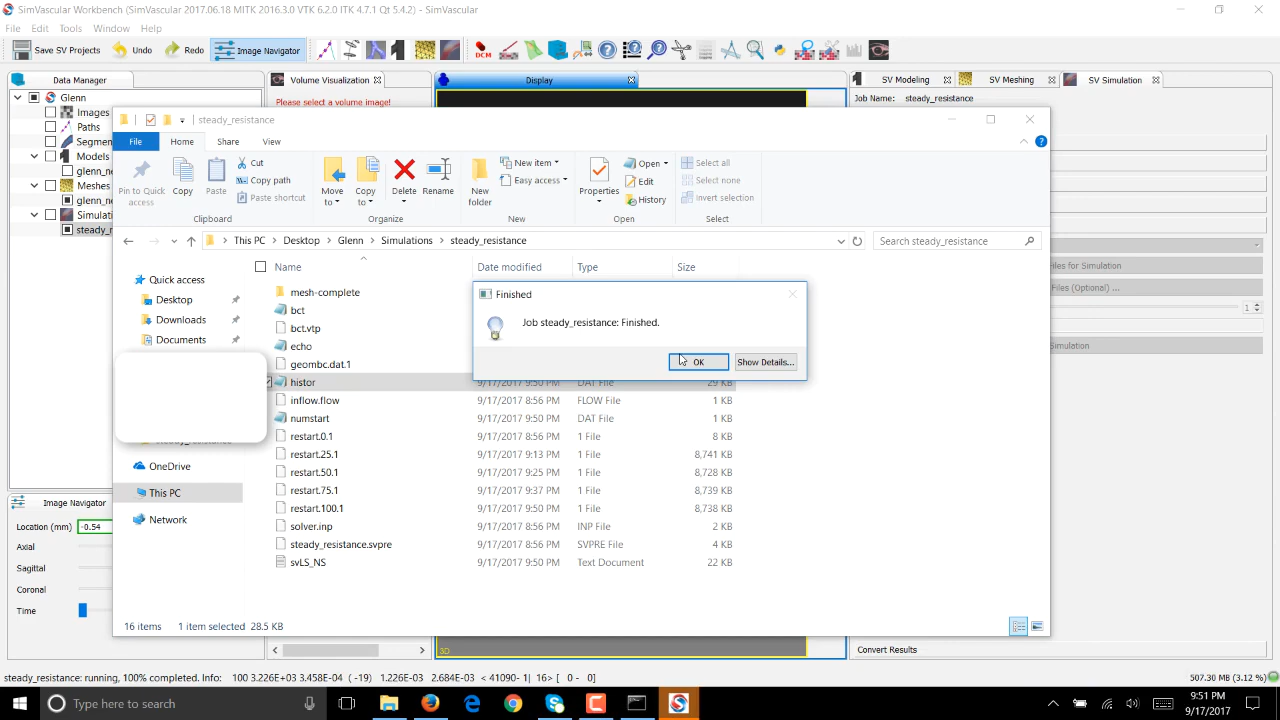 SimVascular Workbench (SimVascular 2017.06.18 MITK 2016.3.0 VTK 6.2.0 ITK 4.7.1 Qt 5.4.2) – SimVascular
File Edit Tools Window Help
Save SV Projects Undo Redo Image Navigator DCM
Data Manager Volume Visualization Display SV Modeling SV Meshing SV Simulation
Glenn Please select a volume image! Job Name: steady_resistance
Images
Paths
Segmen
Models
glenn_n
Meshes
glenn_n
Simulati
steady_r
steady_resistance
File Home Share View
Pin to Quick access
Copy
Paste
Cut
Copy path
Paste shortcut
Clipboard
Move to
Copy to
Delete
Rename
Organize
New folder
New item
Easy access
New
Properties
Open
Edit
History
Open
Select all
Select none
Invert selection
Select
This PC Desktop Glenn Simulations steady_resistance Search steady_resistance
Files for Simulation
Files (Optional) ...
1
Simulation
Quick access
Desktop
Downloads
Documents
OneDrive
This PC
Network
Name Date modified Type Size
mesh-complete
bct
bct.vtp
echo
geombc.dat.1
histor 9/17/2017 9:50 PM DAT File 29 KB
inflow.flow 9/17/2017 8:56 PM FLOW File 1 KB
numstart 9/17/2017 9:50 PM DAT File 1 KB
restart.0.1 9/17/2017 8:56 PM 1 File 8 KB
restart.25.1 9/17/2017 9:13 PM 1 File 8,741 KB
restart.50.1 9/17/2017 9:25 PM 1 File 8,728 KB
restart.75.1 9/17/2017 9:37 PM 1 File 8,739 KB
restart.100.1 9/17/2017 9:50 PM 1 File 8,738 KB
solver.inp 9/17/2017 8:56 PM INP File 2 KB
steady_resistance.svpre 9/17/2017 8:56 PM SVPRE File 4 KB
svLS_NS 9/17/2017 9:50 PM Text Document 22 KB
Finished
Job steady_resistance: Finished.
OK Show Details...
16 items 1 item selected 28.5 KB
Image Navigator
Location (mm) -0.54
Axial
Sagittal
Coronal
Time
3D
Convert Results
steady_resistance: running, 100% completed. Info: 100 3.226E+03 3.458E-04 ( -19) 1.226E-03 2.684E-03 < 41090- 1| 16> [ 0 - 0] 507.30 MB (3.12 %)
Type here to search
9:51 PM
9/17/2017